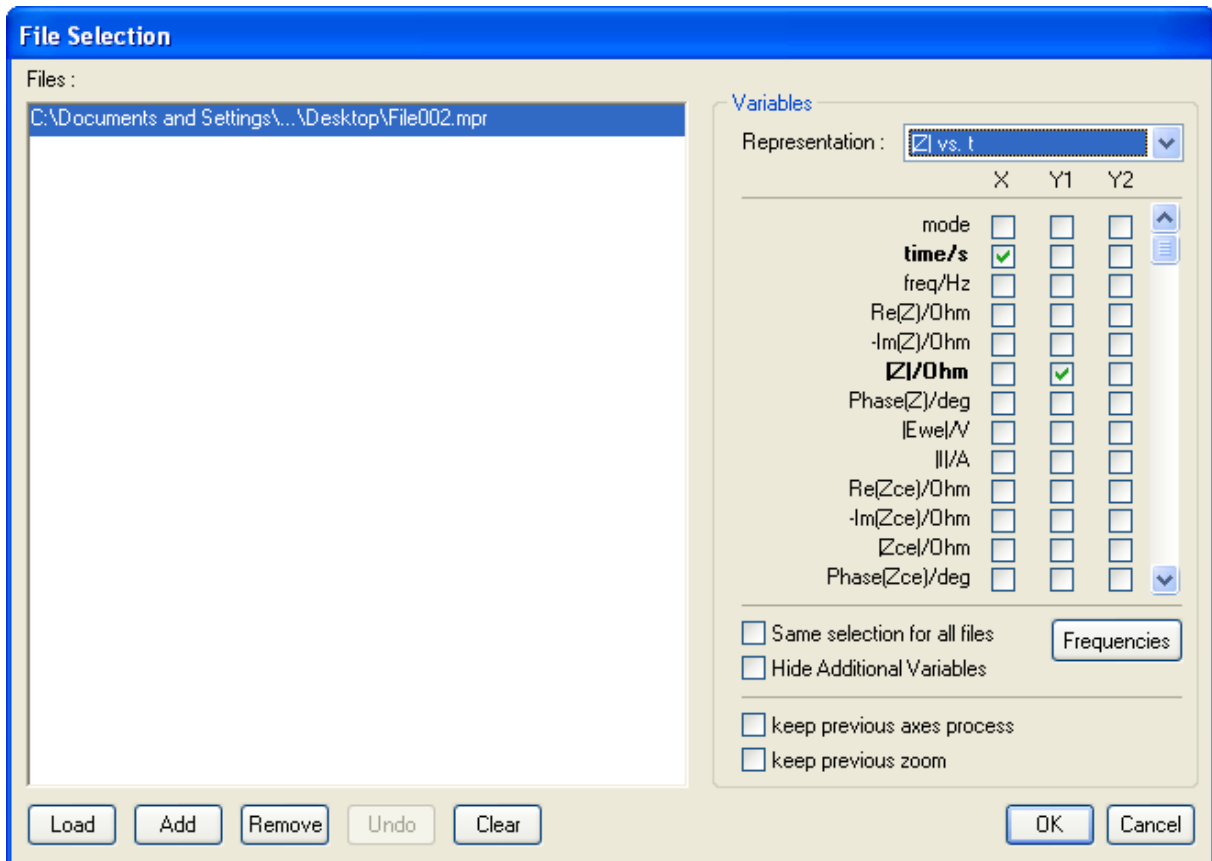 File Selection
Files :
C:\Documents and Settings\...\Desktop\File002.mpr
Variables
Representation :
|Z| vs. t
X Y1 Y2
mode
time/s
freq/Hz
Re(Z)/Ohm
-Im(Z)/Ohm
|Z|/Ohm
Phase(Z)/deg
|Ewe|/V
|I|/A
Re(Zce)/Ohm
-Im(Zce)/Ohm
|Zce|/Ohm
Phase(Zce)/deg
Same selection for all files
Frequencies
Hide Additional Variables
keep previous axes process
keep previous zoom
Load Add Remove Undo Clear OK Cancel